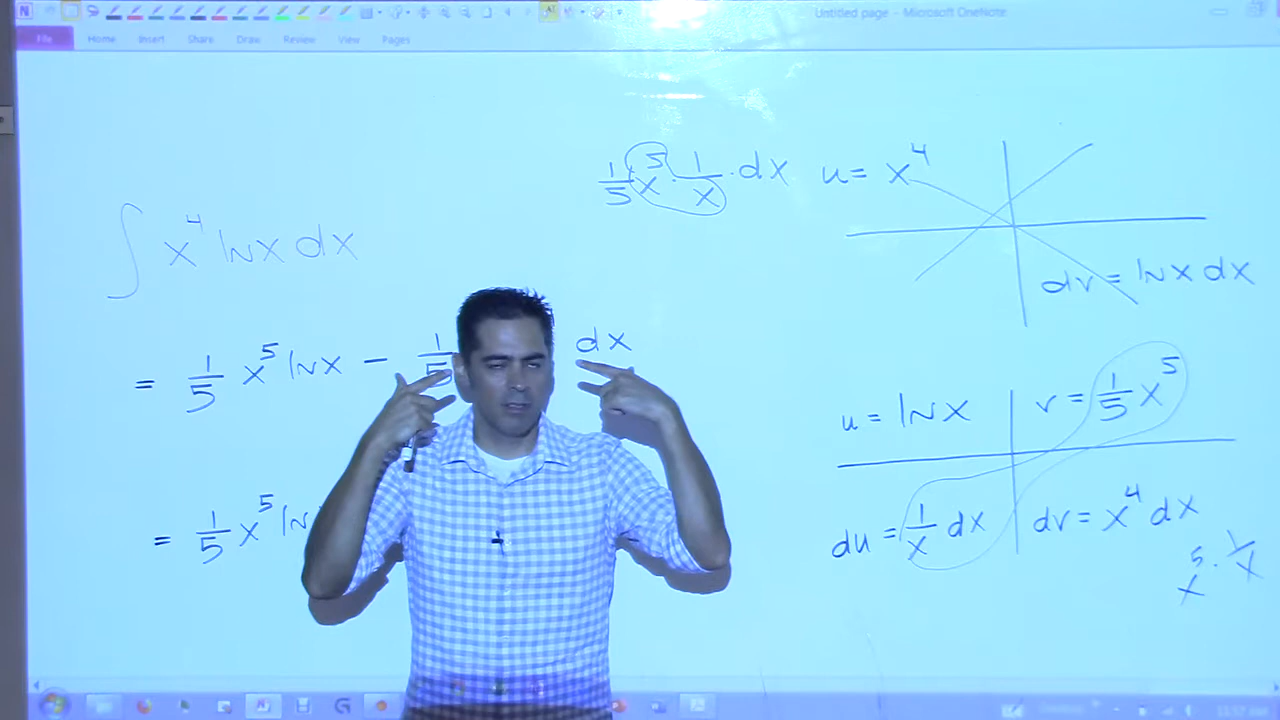 Untitled page - Microsoft OneNote
File Home Insert Share Draw Review View Pages
1/5 x^5 · 1/x · dx
u = x^4
dv = ln x dx
∫ x^4 ln x dx
= 1/5 x^5 ln x - 1/5 dx
u = ln x
v = 1/5 x^5
du = 1/x dx
dv = x^4 dx
x^5 · 1/x
= 1/5 x^5 ln